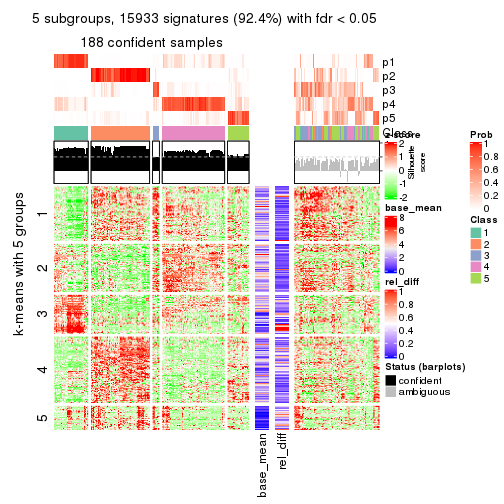 5 subgroups, 15933 signatures (92.4%) with fdr < 0.05
188 confident samples
p1
p2
p3
p4
p5
Class
z-score
2
1
0
-1
-2
Silhouette
score
base_mean
8
6
4
2
0
rel_diff
1
0.8
0.6
0.4
0.2
0
Status (barplots)
confident
ambiguous
Prob
1
0.8
0.6
0.4
0.2
0
Class
1
2
3
4
5
k-means with 5 groups
1
2
3
4
5
base_mean
rel_diff